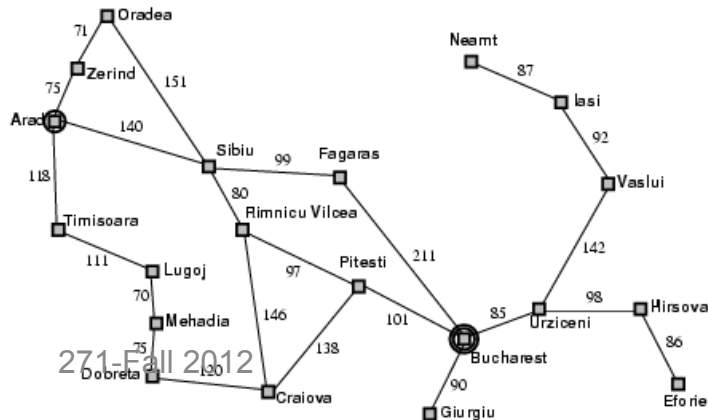 Oradea
71
Neamt
Zerind
87
75
151
Iasi
Arad
140
92
Sibiu
Fagaras
99
118
80
Vaslui
Timisoara
Rimnicu Vilcea
111
Lugoj
97
Pitesti
211
142
70
98
Hirsova
146
101
85
Mehadia
138
Urziceni
86
75
Bucharest
271-Fall 2012
120
Dobreta
90
Craiova
Eforie
Giurgiu